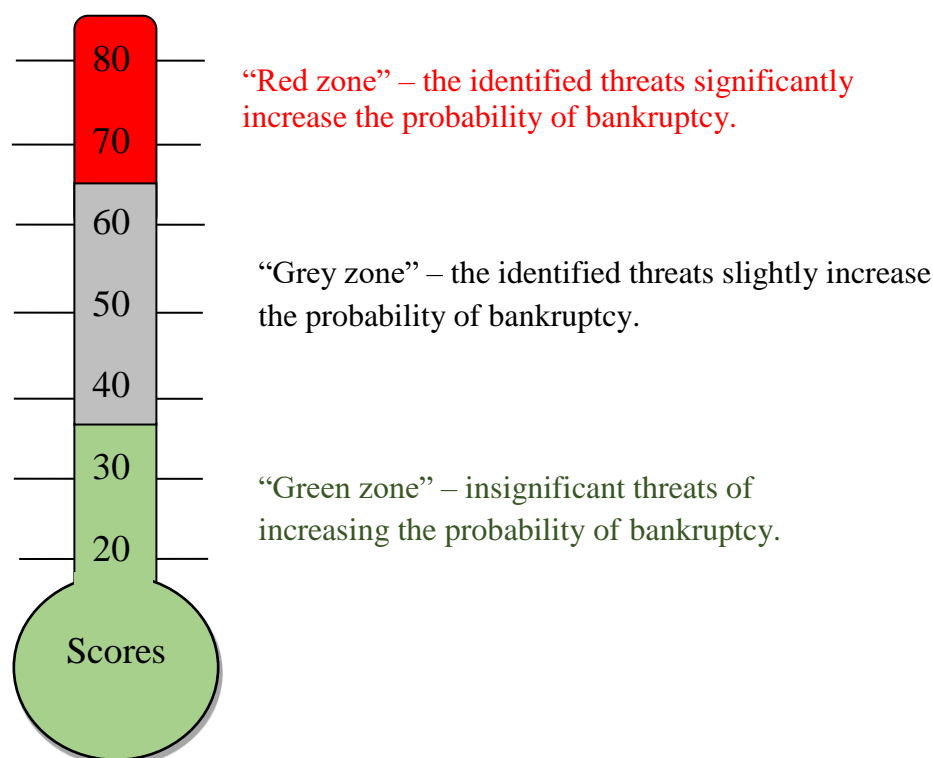 80
“Red zone” – the identified threats significantly
increase the probability of bankruptcy.
70
60
“Grey zone” – the identified threats slightly increase
the probability of bankruptcy.
50
40
30
“Green zone” – insignificant threats of
increasing the probability of bankruptcy.
20
Scores